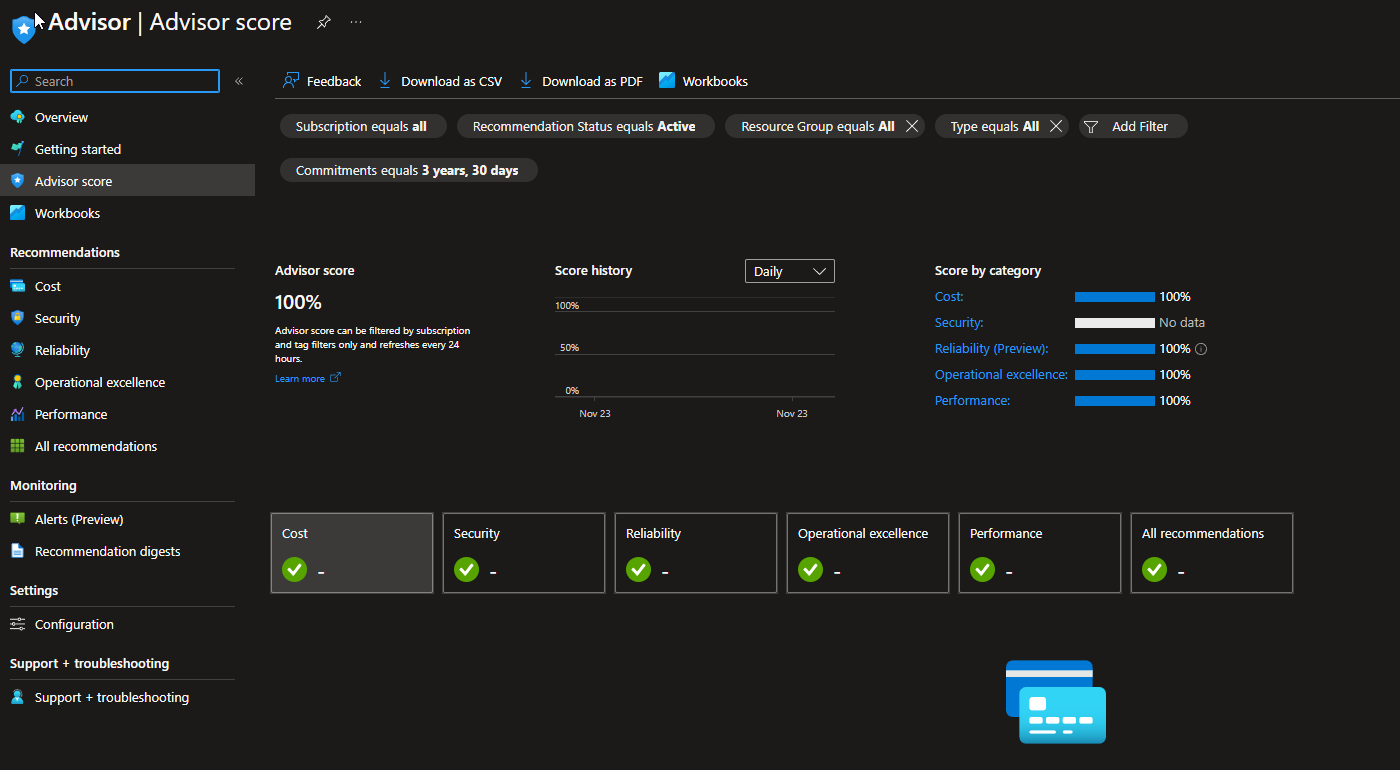 Advisor | Advisor score
Search
Overview
Getting started
Advisor score
Workbooks
Recommendations
Cost
Security
Reliability
Operational excellence
Performance
All recommendations
Monitoring
Alerts (Preview)
Recommendation digests
Settings
Configuration
Support + troubleshooting
Support + troubleshooting
Feedback
Download as CSV
Download as PDF
Workbooks
Subscription equals all
Recommendation Status equals Active
Resource Group equals All
Type equals All
Add Filter
Commitments equals 3 years, 30 days
Advisor score
100%
Advisor score can be filtered by subscription
and tag filters only and refreshes every 24
hours.
Learn more
Score history
Daily
100%
50%
0%
Nov 23
Nov 23
Score by category
Cost: 100%
Security: No data
Reliability (Preview): 100%
Operational excellence: 100%
Performance: 100%
Cost
–
Security
–
Reliability
–
Operational excellence
–
Performance
–
All recommendations
–